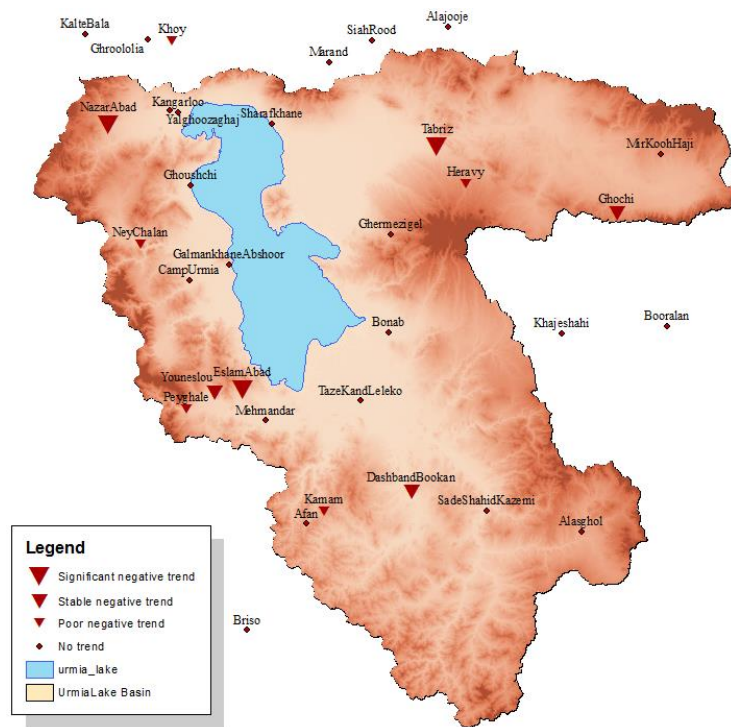 KalteBala
Ghroololia
Khoy
SiahRood
Alajooje
Marand
NazarAbad
Kangarloo
Yalghoozaghaj
Sharafkhane
Tabriz
MirKoohHaji
Heravy
Ghoushchi
Ghochi
NeyChalan
Ghermezigel
GalmankhaneAbshoor
CampUrmia
Bonab
Khajeshahi
Booralan
Youneslou
EslamAbad
Peyghale
Mehmandar
TazeKandLeleko
DashbandBookan
Kamam
Afan
SadeShahidKazemi
Alasghol
Briso
Legend
Significant negative trend
Stable negative trend
Poor negative trend
No trend
urmia_lake
UrmiaLake Basin